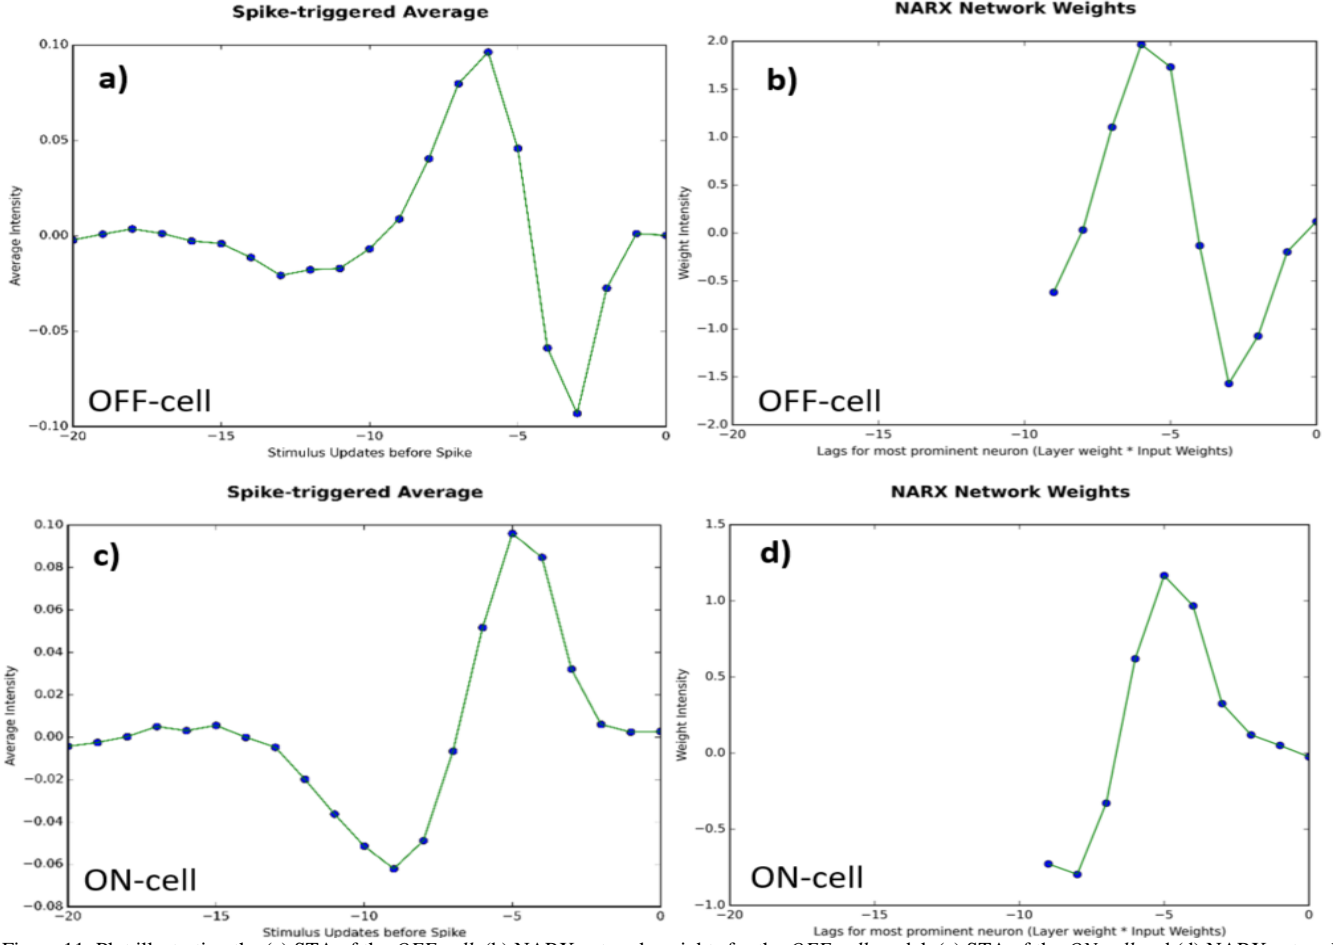 Spike-triggered Average
a)
0.10
0.05
0.00
−0.05
−0.10
Average Intensity
OFF-cell
−20 −15 −10 −5 0
Stimulus Updates before Spike
NARX Network Weights
b)
2.0
1.5
1.0
0.5
0.0
−0.5
−1.0
−1.5
−2.0
Weight Intensity
OFF-cell
−20 −15 −10 −5 0
Lags for most prominent neuron (Layer weight * Input Weights)
Spike-triggered Average
c)
0.10
0.08
0.06
0.04
0.02
0.00
−0.02
−0.04
−0.06
−0.08
Average Intensity
ON-cell
−20 −15 −10 −5 0
Stimulus Updates before Spike
NARX Network Weights
d)
1.5
1.0
0.5
0.0
−0.5
−1.0
Weight Intensity
ON-cell
−20 −15 −10 −5 0
Lags for most prominent neuron (Layer weight * Input Weights)